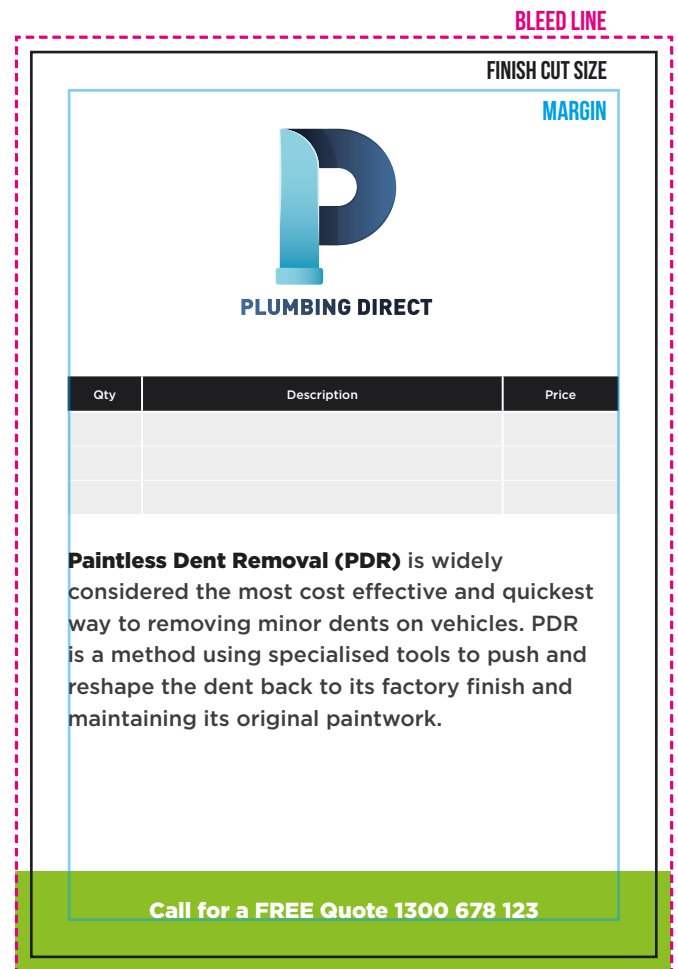 BLEED LINE
FINISH CUT SIZE
MARGIN
PLUMBING DIRECT
Qty Description Price
Paintless Dent Removal (PDR) is widely
considered the most cost effective and quickest
way to removing minor dents on vehicles. PDR
is a method using specialised tools to push and
reshape the dent back to its factory finish and
maintaining its original paintwork.
Call for a FREE Quote 1300 678 123